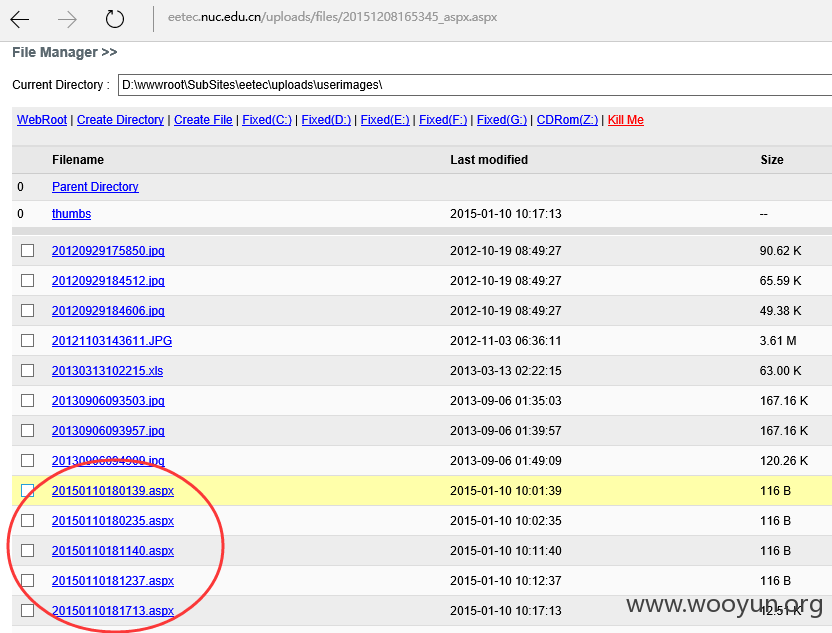 eetec.nuc.edu.cn/uploads/files/20151208165345_aspx.aspx
File Manager >>
Current Directory : D:\wwwroot\SubSites\eetec\uploads\userimages\
WebRoot | Create Directory | Create File | Fixed(C:) | Fixed(D:) | Fixed(E:) | Fixed(F:) | Fixed(G:) | CDRom(Z:) | Kill Me
Filename Last modified Size
0 Parent Directory
0 thumbs 2015-01-10 10:17:13 --
20120929175850.jpg 2012-10-19 08:49:27 90.62 K
20120929184512.jpg 2012-10-19 08:49:27 65.59 K
20120929184606.jpg 2012-10-19 08:49:27 49.38 K
20121103143611.JPG 2012-11-03 06:36:11 3.61 M
20130313102215.xls 2013-03-13 02:22:15 63.00 K
20130906093503.jpg 2013-09-06 01:35:03 167.16 K
20130906093957.jpg 2013-09-06 01:39:57 167.16 K
20130906094909.jpg 2013-09-06 01:49:09 120.26 K
20150110180139.aspx 2015-01-10 10:01:39 116 B
20150110180235.aspx 2015-01-10 10:02:35 116 B
20150110181140.aspx 2015-01-10 10:11:40 116 B
20150110181237.aspx 2015-01-10 10:12:37 116 B
20150110181713.aspx 2015-01-10 10:17:13 12.51 K
www.wooyun.org